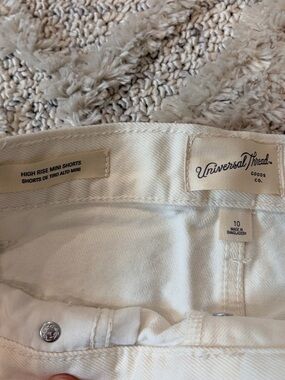 HIGH RISE MINI SHORTS
SHORTS DE TIRO ALTO MINI
Universal Thread
GOODS
CO.
10
MADE IN
BANGLADESH